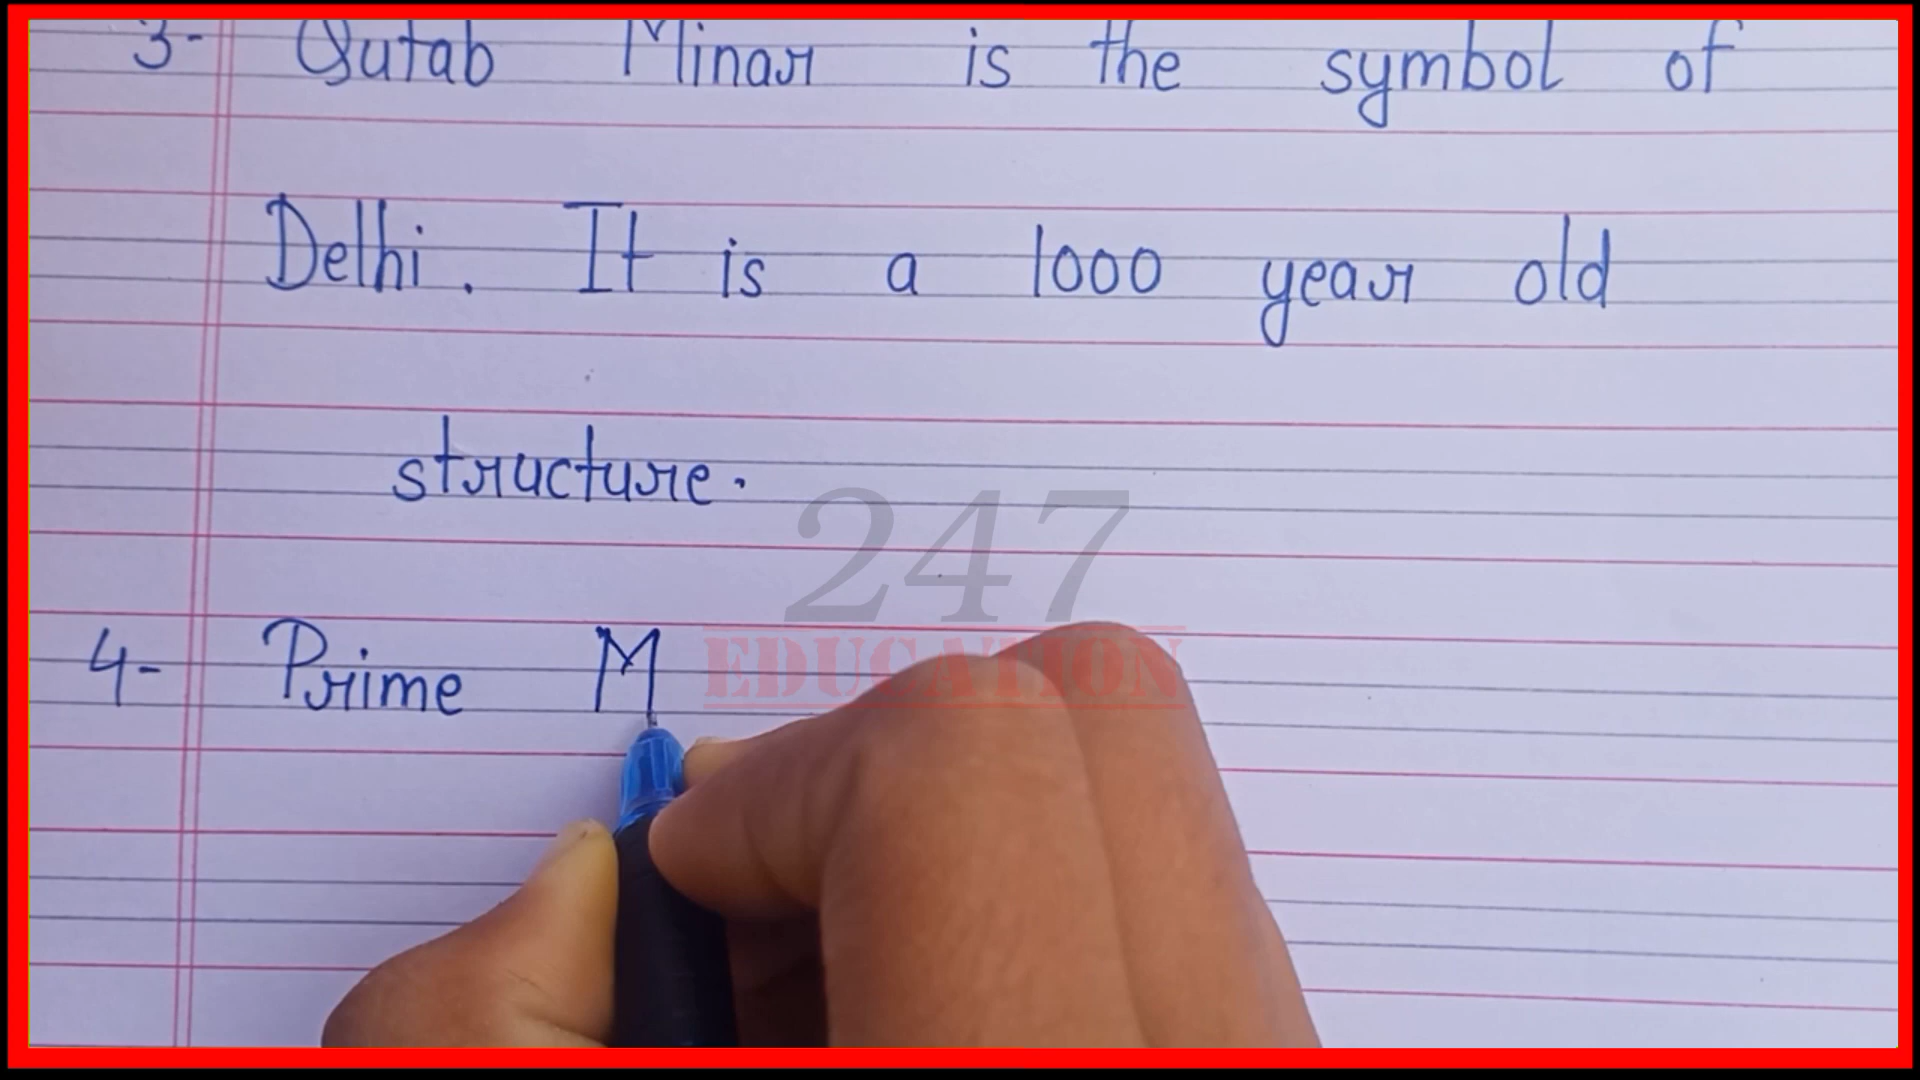 3- Qutab Minar is the symbol of
Delhi. It is a 1000 year old
structure.
247
EDUCATION
4- Prime M